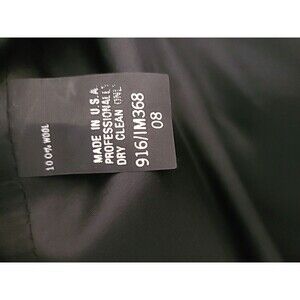 100% WOOL
MADE IN U.S.A.
PROFESSIONALLY
DRY CLEAN ONLY
916/IM368
08